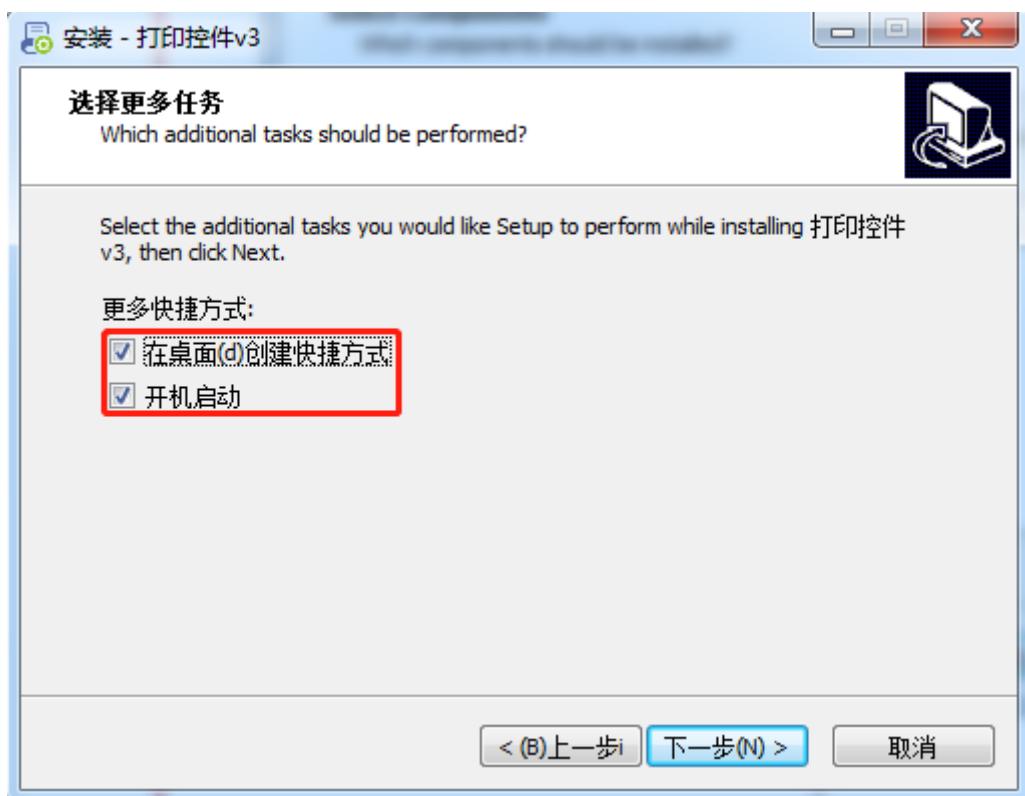 安装 - 打印控件v3
选择更多任务
Which additional tasks should be performed?
Select the additional tasks you would like Setup to perform while installing 打印控件
v3, then click Next.
更多快捷方式:
在桌面(d)创建快捷方式
开机启动
< (B)上一步i
下一步(N) >
取消